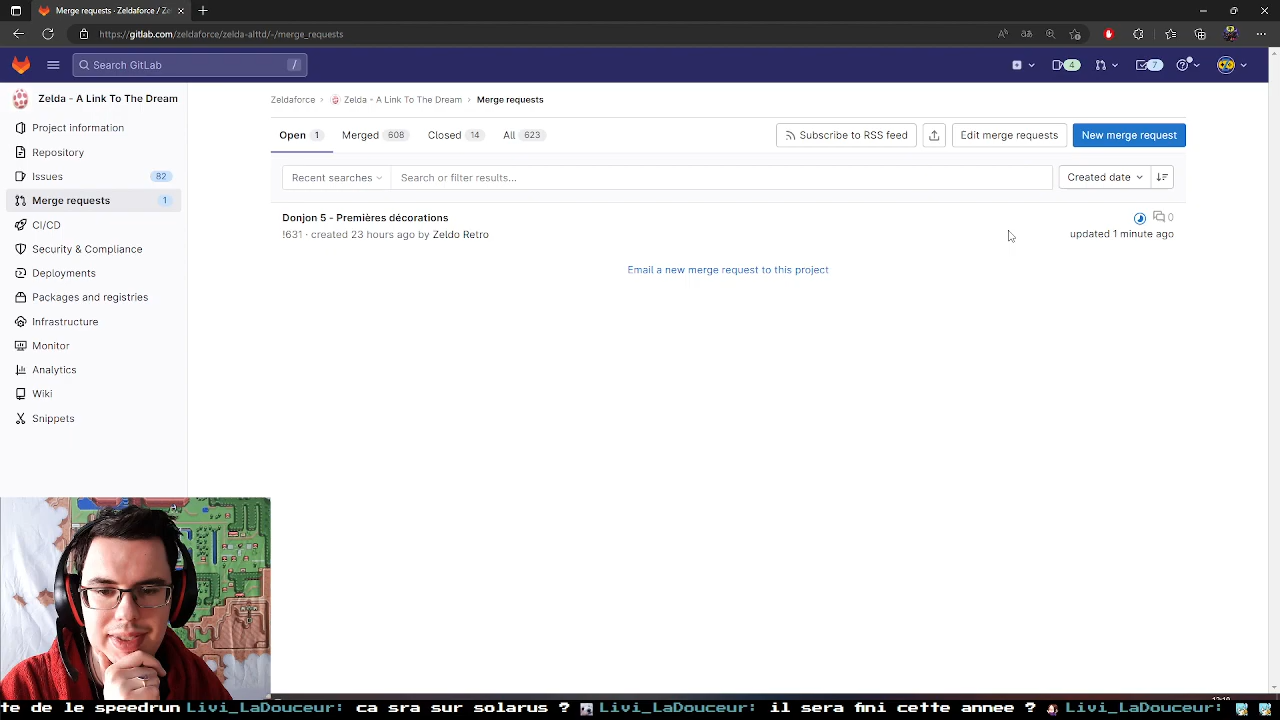 Merge requests · Zeldaforce / Ze
https://gitlab.com/zeldaforce/zelda-alttd/-/merge_requests
Search GitLab /
4
7
Zelda - A Link To The Dream
Project information
Repository
Issues 82
Merge requests 1
CI/CD
Security & Compliance
Deployments
Packages and registries
Infrastructure
Monitor
Analytics
Wiki
Snippets
Zeldaforce › Zelda - A Link To The Dream › Merge requests
Open 1 Merged 608 Closed 14 All 623
Subscribe to RSS feed Edit merge requests New merge request
Recent searches Search or filter results... Created date
Donjon 5 - Premières décorations 0
!631 · created 23 hours ago by Zeldo Retro updated 1 minute ago
Email a new merge request to this project
te de le speedrun Livi_LaDouceur: ca sra sur solarus ? Livi_LaDouceur: il sera fini cette annee ? Livi_LaDouceur: